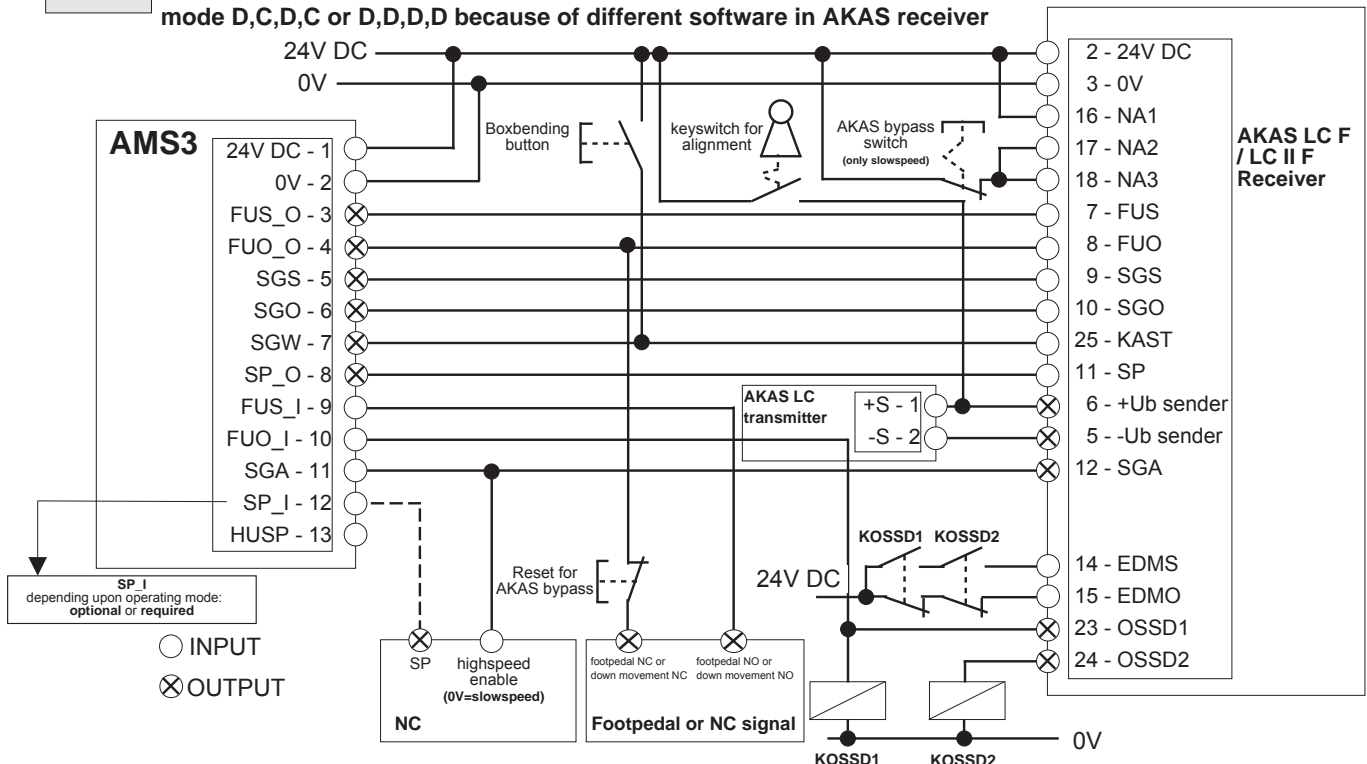 mode D,C,D,C or D,D,D,D because of different software in AKAS receiver
24V DC
0V
AMS3
24V DC - 1
0V - 2
FUS_O - 3
FUO_O - 4
SGS - 5
SGO - 6
SGW - 7
SP_O - 8
FUS_I - 9
FUO_I - 10
SGA - 11
SP_I - 12
HUSP - 13
SP_I
depending upon operating mode:
optional or required
INPUT
OUTPUT
Boxbending
button
keyswitch for
alignment
AKAS bypass
switch
(only slowspeed)
AKAS LC
transmitter
+S - 1
-S - 2
Reset for
AKAS bypass
SP
highspeed
enable
(0V=slowspeed)
NC
footpedal NC or
down movement NC
footpedal NO or
down movement NO
Footpedal or NC signal
24V DC
KOSSD1
KOSSD2
KOSSD1
KOSSD2
0V
2 - 24V DC
3 - 0V
16 - NA1
17 - NA2
18 - NA3
7 - FUS
8 - FUO
9 - SGS
10 - SGO
25 - KAST
11 - SP
6 - +Ub sender
5 - -Ub sender
12 - SGA
14 - EDMS
15 - EDMO
23 - OSSD1
24 - OSSD2
AKAS LC F
/ LC II F
Receiver